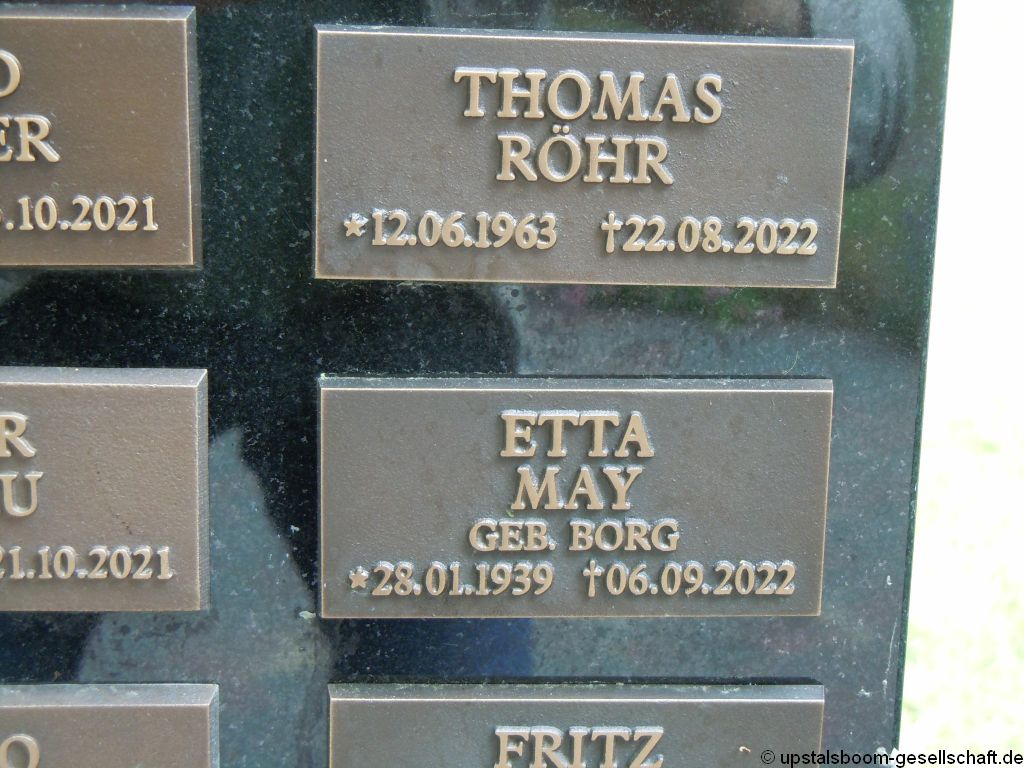 THOMAS
RÖHR
*12.06.1963 †22.08.2022
.10.2021
ETTA
MAY
GEB. BORG
*28.01.1939 †06.09.2022
21.10.2021
FRITZ
© upstalsboom-gesellschaft.de